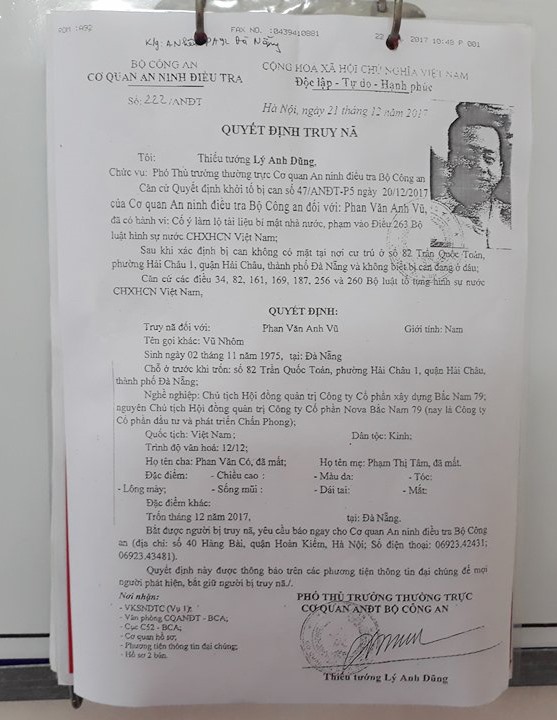 FROM :492 FAX NO. :0439410881 22 2017 10:48 P 001
K/g: ANĐT PA92 Đà Nẵng
BỘ CÔNG AN
CƠ QUAN AN NINH ĐIỀU TRA
Số: 222/ANĐT
CỘNG HOÀ XÃ HỘI CHỦ NGHĨA VIỆT NAM
Độc lập - Tự do - Hạnh phúc
Hà Nội, ngày 21 tháng 12 năm 2017
QUYẾT ĐỊNH TRUY NÃ
Tôi: Thiếu tướng Lý Anh Dũng,
Chức vụ: Phó Thủ trưởng thường trực Cơ quan An ninh điều tra Bộ Công an
Căn cứ Quyết định khởi tố bị can số 47/ANĐT-P5 ngày 20/12/2017
của Cơ quan An ninh điều tra Bộ Công an đối với: Phan Văn Anh Vũ,
đã có hành vi: Cố ý làm lộ tài liệu bí mật nhà nước, phạm vào Điều 263 Bộ
luật hình sự nước CHXHCN Việt Nam;
Sau khi xác định bị can không có mặt tại nơi cư trú ở số 82 Trần Quốc Toản,
phường Hải Châu 1, quận Hải Châu, thành phố Đà Nẵng và không biết bị can đang ở đâu;
Căn cứ các điều 34, 82, 161, 169, 187, 256 và 260 Bộ luật tố tụng hình sự nước
CHXHCN Việt Nam,
QUYẾT ĐỊNH:
Truy nã đối với: Phan Văn Anh Vũ Giới tính: Nam
Tên gọi khác: Vũ Nhôm
Sinh ngày 02 tháng 11 năm 1975, tại: Đà Nẵng
Chỗ ở trước khi trốn: số 82 Trần Quốc Toản, phường Hải Châu 1, quận Hải Châu,
thành phố Đà Nẵng;
Nghề nghiệp: Chủ tịch Hội đồng quản trị Công ty Cổ phần xây dựng Bắc Nam 79;
nguyên Chủ tịch Hội đồng quản trị Công ty Cổ phần Nova Bắc Nam 79 (nay là Công ty
Cổ phần đầu tư và phát triển Chấn Phong);
Quốc tịch: Việt Nam; Dân tộc: Kinh;
Trình độ văn hoá: 12/12;
Họ tên cha: Phan Văn Có, đã mất; Họ tên mẹ: Phạm Thị Tâm, đã mất.
Đặc điểm: - Chiều cao : - Màu da: - Tóc:
- Lông mày; - Sống mũi : - Dái tai: - Mắt:
Đặc điểm khác:
Trốn tháng 12 năm 2017, tại: Đà Nẵng.
Bắt được người bị truy nã, yêu cầu báo ngay cho Cơ quan An ninh điều tra Bộ Công
an (địa chỉ: số 40 Hàng Bài, quận Hoàn Kiếm, Hà Nội; Số điện thoại: 06923.42431;
06923.43481).
Quyết định này được thông báo trên các phương tiện thông tin đại chúng để mọi
người phát hiện, bắt giữ người bị truy nã./.
Nơi nhận:
- VKSNDTC (Vụ 1);
- Văn phòng CQANĐT - BCA;
- Cục C52 - BCA;
- Cơ quan hồ sơ;
- Phương tiện thông tin đại chúng;
- Hồ sơ 2 bản.
PHÓ THỦ TRƯỞNG THƯỜNG TRỰC
CƠ QUAN ANĐT BỘ CÔNG AN
Thiếu tướng Lý Anh Dũng